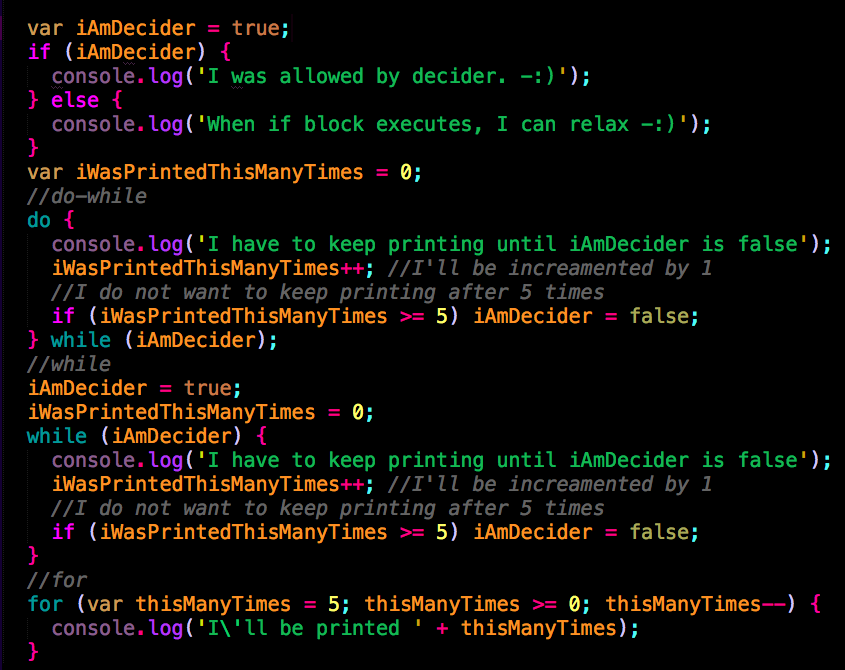 var iAmDecider = true;
if (iAmDecider) {
  console.log('I was allowed by decider. -:)');
} else {
  console.log('When if block executes, I can relax -:)');
}
var iWasPrintedThisManyTimes = 0;
//do-while
do {
  console.log('I have to keep printing until iAmDecider is false');
  iWasPrintedThisManyTimes++; //I'll be increamented by 1
  //I do not want to keep printing after 5 times
  if (iWasPrintedThisManyTimes >= 5) iAmDecider = false;
} while (iAmDecider);
//while
iAmDecider = true;
iWasPrintedThisManyTimes = 0;
while (iAmDecider) {
  console.log('I have to keep printing until iAmDecider is false');
  iWasPrintedThisManyTimes++; //I'll be increamented by 1
  //I do not want to keep printing after 5 times
  if (iWasPrintedThisManyTimes >= 5) iAmDecider = false;
}
//for
for (var thisManyTimes = 5; thisManyTimes >= 0; thisManyTimes--) {
  console.log('I\'ll be printed ' + thisManyTimes);
}